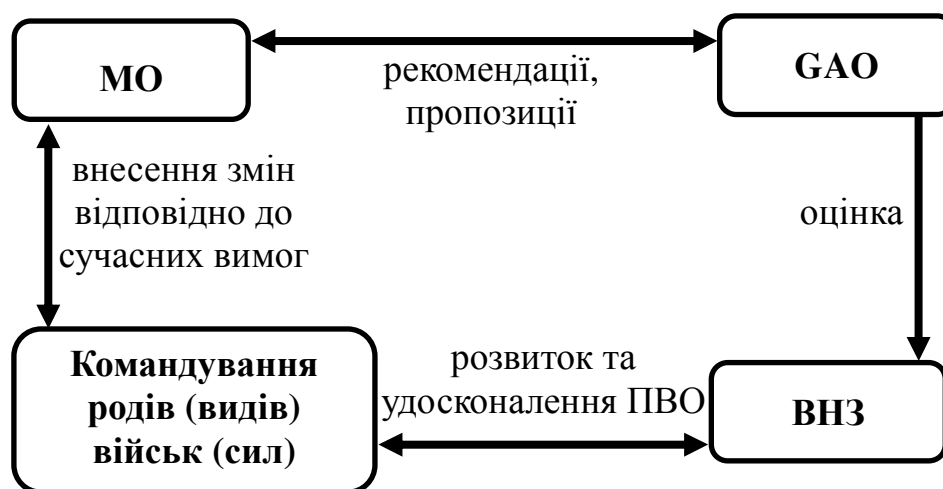 МО
GAO
рекомендації,
пропозиції
внесення змін
відповідно до
сучасних вимог
оцінка
Командування
родів (видів)
військ (сил)
розвиток та
удосконалення ПВО
ВНЗ